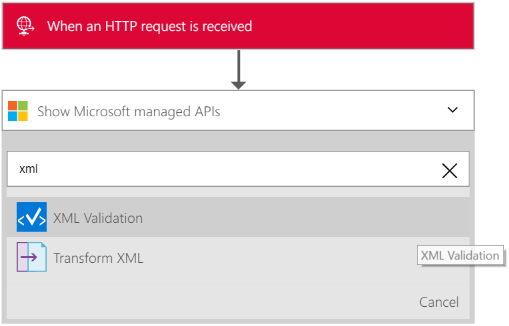 When an HTTP request is received
Show Microsoft managed APIs
xml
XML Validation
Transform XML
XML Validation
Cancel